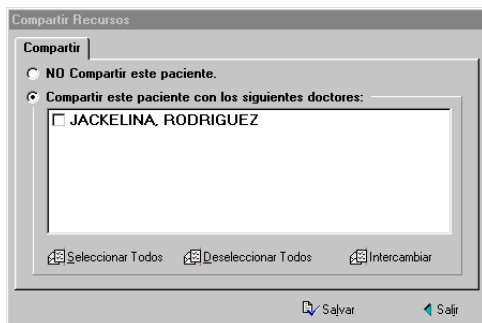 Compartir Recursos
Compartir
NO Compartir este paciente.
Compartir este paciente con los siguientes doctores:
JACKELINA, RODRIGUEZ
Seleccionar Todos Deseleccionar Todos Intercambiar
Salvar Salir